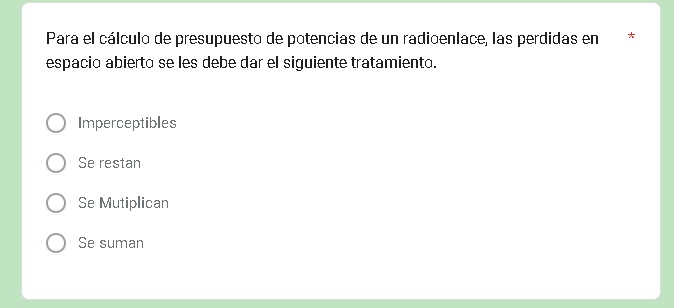 Para el cálculo de presupuesto de potencias de un radioenlace, las perdidas en *
espacio abierto se les debe dar el siguiente tratamiento.
Imperceptibles
Se restan
Se Mutiplican
Se suman